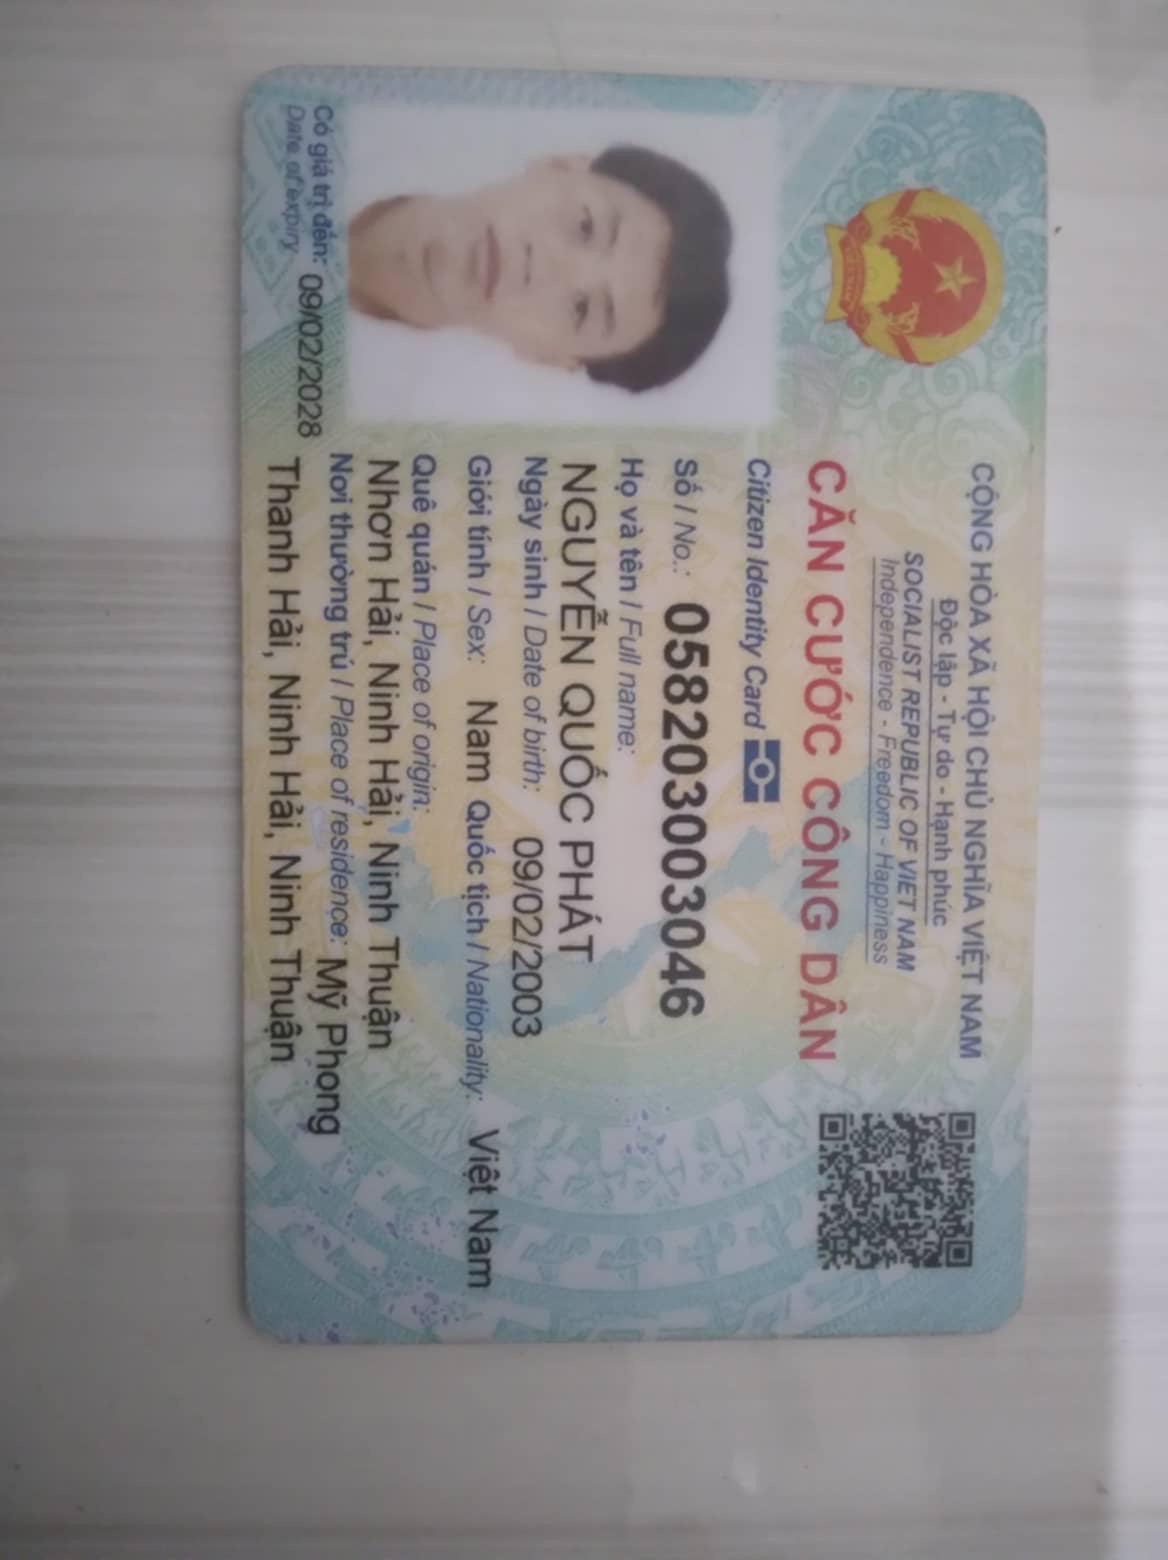 CỘNG HÒA XÃ HỘI CHỦ NGHĨA VIỆT NAM
Độc lập - Tự do - Hạnh phúc
SOCIALIST REPUBLIC OF VIET NAM
Independence - Freedom - Happiness
CĂN CƯỚC CÔNG DÂN
Citizen Identity Card
Số / No.: 058203003046
Họ và tên / Full name:
NGUYỄN QUỐC PHÁT
Ngày sinh / Date of birth: 09/02/2003
Giới tính / Sex: Nam Quốc tịch / Nationality: Việt Nam
Quê quán / Place of origin:
Nhơn Hải, Ninh Hải, Ninh Thuận
Nơi thường trú / Place of residence: Mỹ Phong
Thanh Hải, Ninh Hải, Ninh Thuận
Có giá trị đến: 09/02/2028
Date of expiry